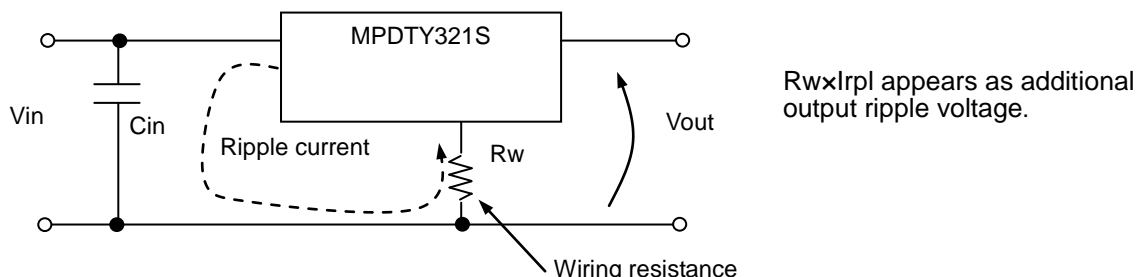 MPDTY321S
Rw×Irpl appears as additional
output ripple voltage.
Vin
Cin
Vout
Ripple current
Rw
Wiring resistance